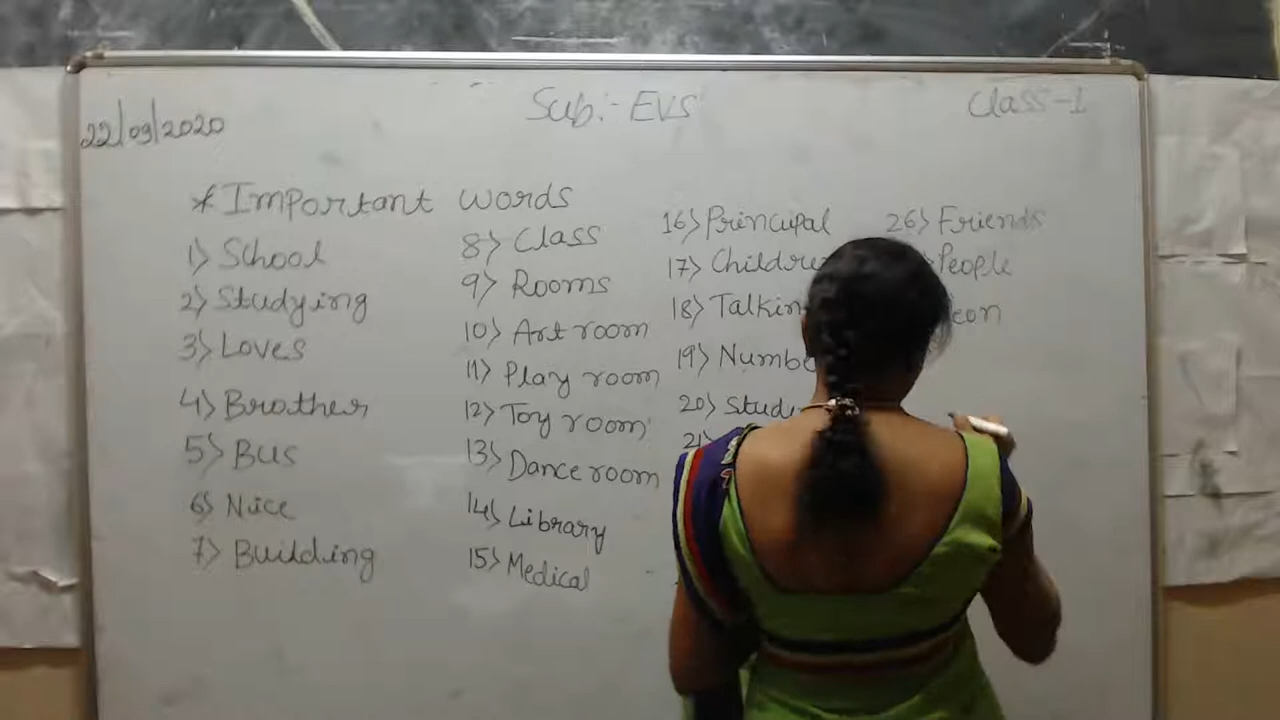 22/09/2020
Sub:- EVS
Class-1
* Important words
1) School
2) Studying
3) Loves
4) Brother
5) Bus
6) Nice
7) Building
8) Class
9) Rooms
10) Art room
11) Play room
12) Toy room
13) Dance room
14) Library
15) Medical
16) Principal
17) Childre
18) Talkin
19) Numbe
20) Stud
21)
26) Friends
People